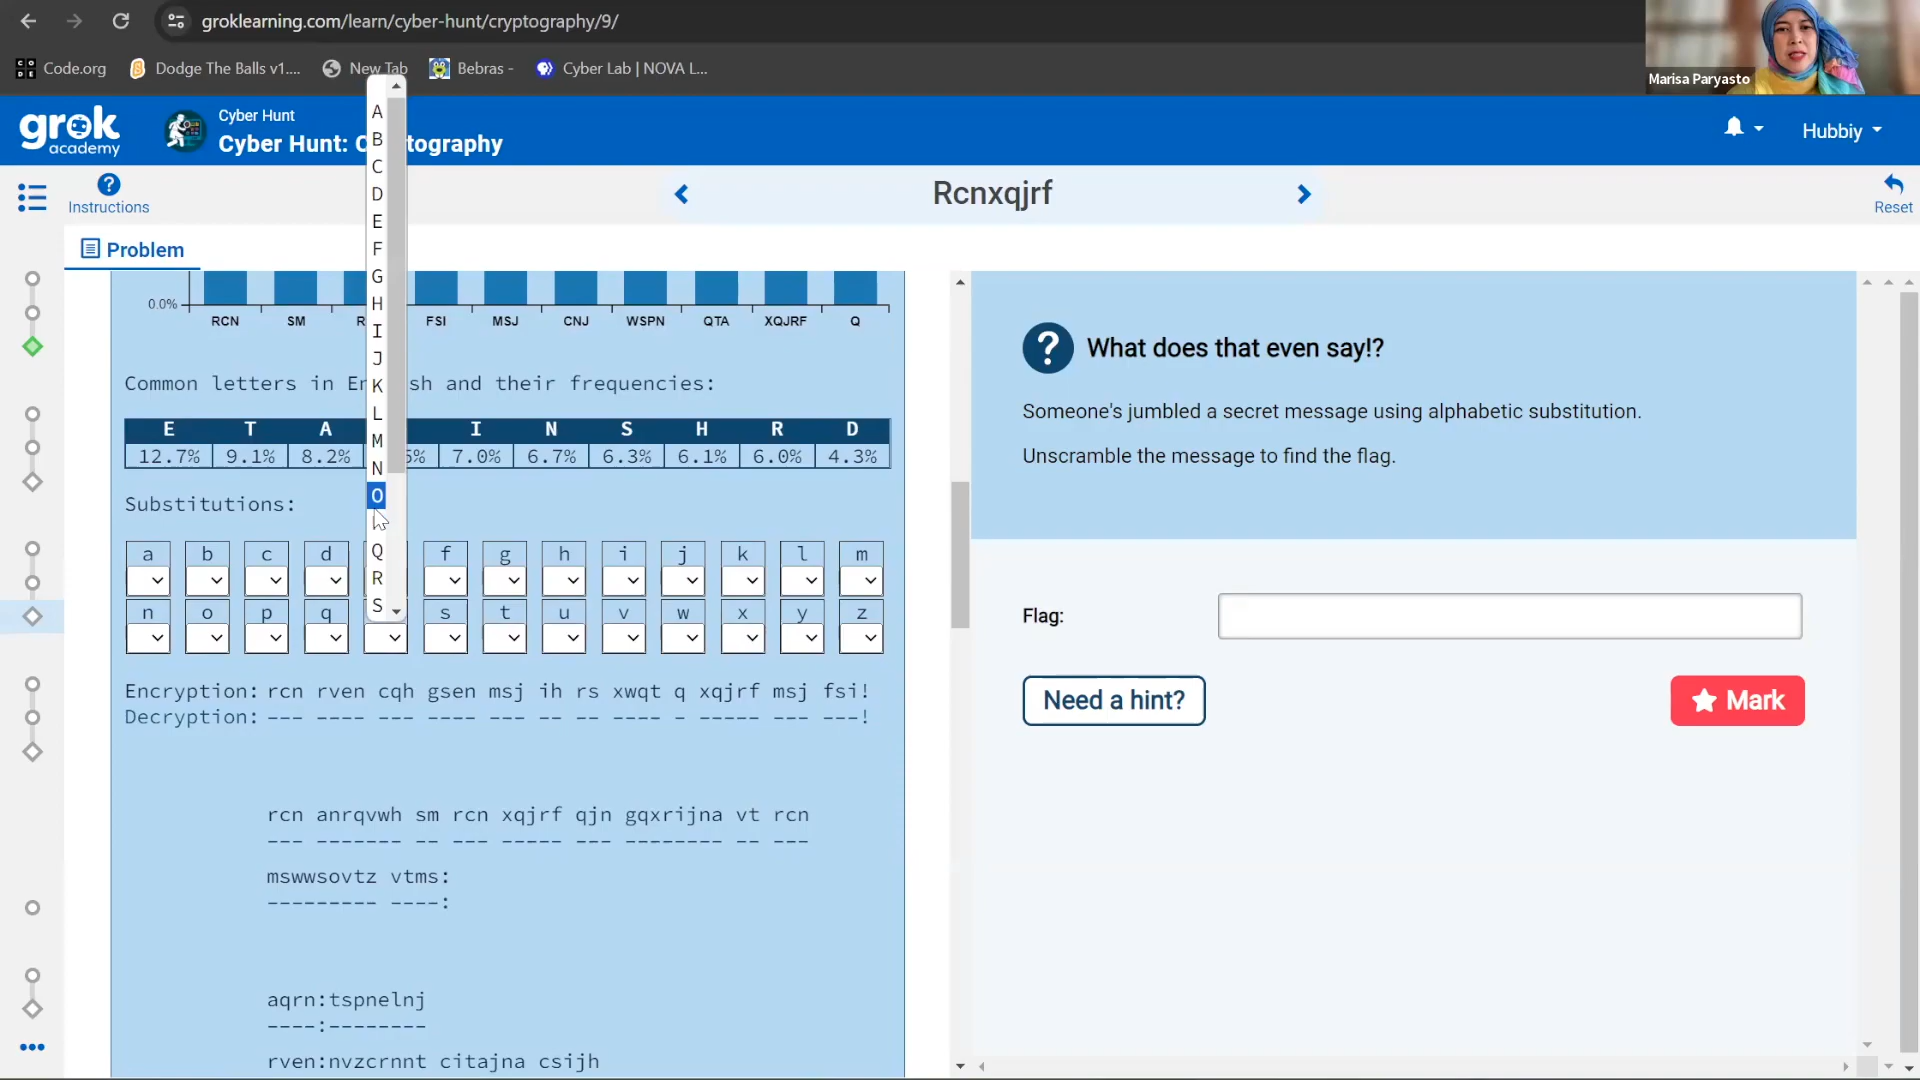 groklearning.com/learn/cyber-hunt/cryptography/9/
Marisa Paryasto
Code.org
Dodge The Balls v1....
New Tab
Bebras -
Cyber Lab | NOVA L...
grok
academy
Cyber Hunt
Cyber Hunt: C
tography
Hubbiy
Instructions
Rcnxqjrf
Reset
Problem
A
B
C
D
E
F
G
H
I
J
K
L
M
N
O
Q
R
S
0.0%
RCN SM R FSI MSJ CNJ WSPN QTA XQJRF Q
Common letters in En sh and their frequencies:
E T A I N S H R D
12.7% 9.1% 8.2% 5% 7.0% 6.7% 6.3% 6.1% 6.0% 4.3%
Substitutions:
a b c d f g h i j k l m
n o p q s t u v w x y z
Encryption: rcn rven cqh gsen msj ih rs xwqt q xqjrf msj fsi!
Decryption: --- ---- --- ---- --- -- -- ---- - ----- --- ---!
rcn anrqvwh sm rcn xqjrf qjn gqxrijna vt rcn
--- ------- -- --- ----- --- -------- -- ---
mswwsovtz vtms:
--------- ----:
aqrn:tspnelnj
----:--------
rven:nvzcrnnt citajna csijh
What does that even say!?
Someone's jumbled a secret message using alphabetic substitution.
Unscramble the message to find the flag.
Flag:
Need a hint?
Mark